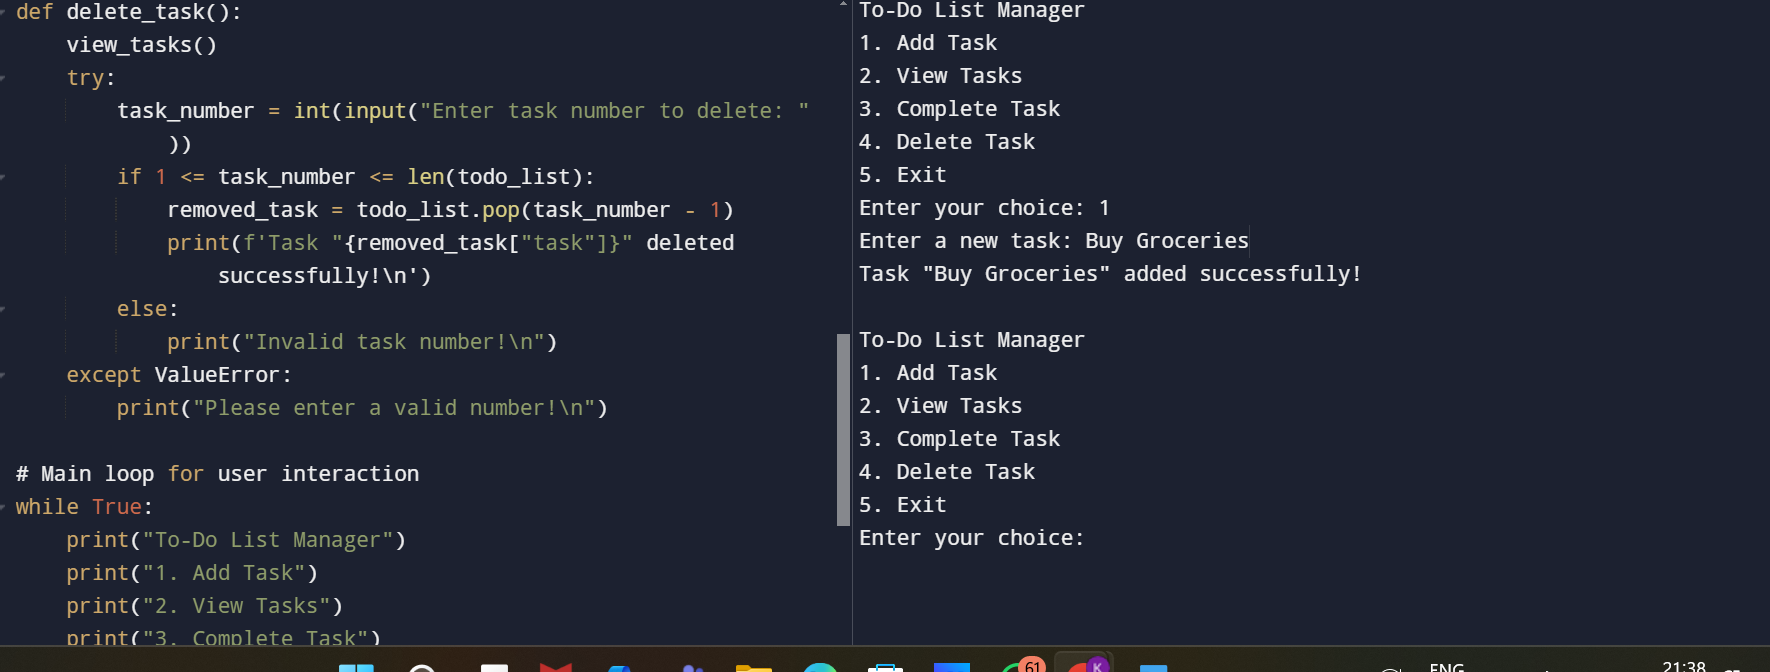 def delete_task():
view_tasks()
try:
task_number = int(input("Enter task number to delete: "
))
if 1 <= task_number <= len(todo_list):
removed_task = todo_list.pop(task_number - 1)
print(f'Task "{removed_task["task"]}" deleted
successfully!\n')
else:
print("Invalid task number!\n")
except ValueError:
print("Please enter a valid number!\n")
# Main loop for user interaction
while True:
print("To-Do List Manager")
print("1. Add Task")
print("2. View Tasks")
print("3. Complete Task")
To-Do List Manager
1. Add Task
2. View Tasks
3. Complete Task
4. Delete Task
5. Exit
Enter your choice: 1
Enter a new task: Buy Groceries
Task "Buy Groceries" added successfully!
To-Do List Manager
1. Add Task
2. View Tasks
3. Complete Task
4. Delete Task
5. Exit
Enter your choice:
61
K
ENG
21:38